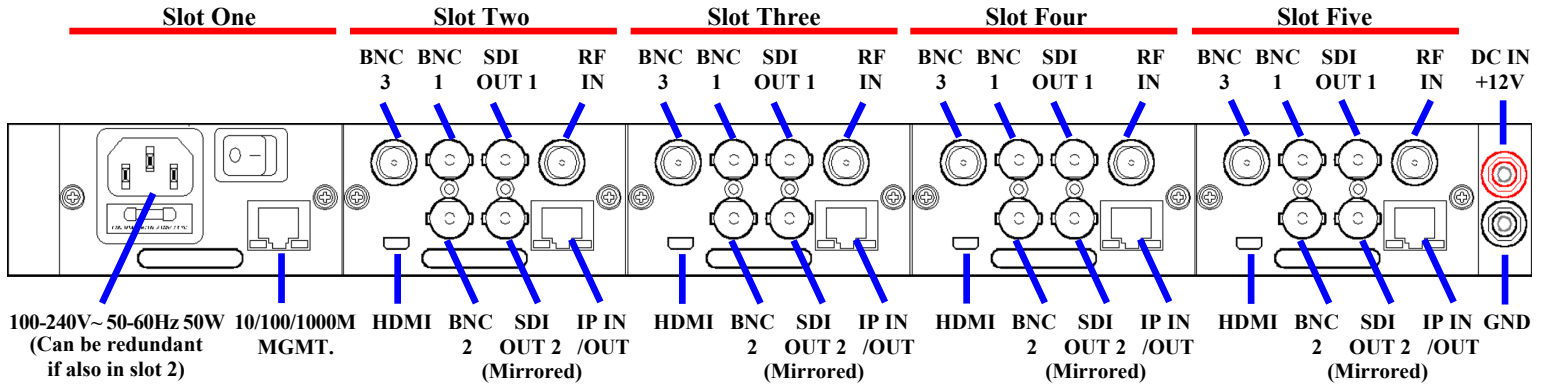 Slot One Slot Two Slot Three Slot Four Slot Five
BNC BNC SDI RF BNC BNC SDI RF BNC BNC SDI RF BNC BNC SDI RF DC IN
3 1 OUT 1 IN 3 1 OUT 1 IN 3 1 OUT 1 IN 3 1 OUT 1 IN +12V
100-240V~ 50-60Hz 50W 10/100/1000M HDMI BNC SDI IP IN HDMI BNC SDI IP IN HDMI BNC SDI IP IN HDMI BNC SDI IP IN GND
(Can be redundant MGMT. 2 OUT 2 /OUT 2 OUT 2 /OUT 2 OUT 2 /OUT 2 OUT 2 /OUT
if also in slot 2) (Mirrored) (Mirrored) (Mirrored) (Mirrored)